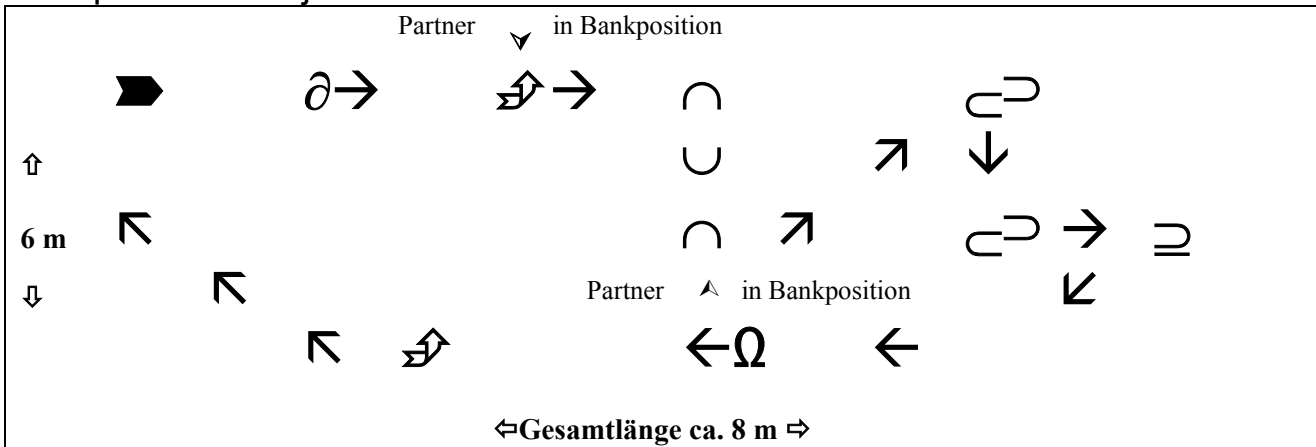 Partner in Bankposition
∂→ →
6 m
Partner in Bankposition
←Ω ←
⇦Gesamtlänge ca. 8 m ⇨